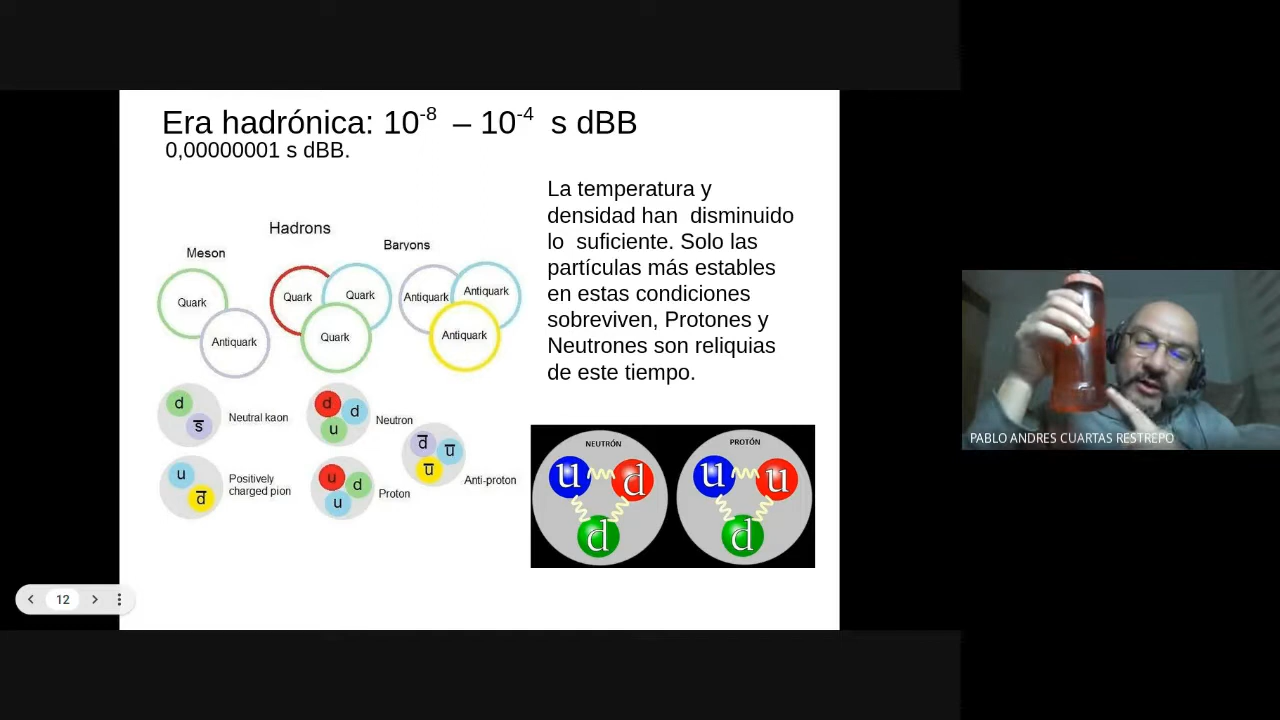 Era hadrónica: 10⁻⁸ – 10⁻⁴ s dBB
0,00000001 s dBB.
La temperatura y
densidad han disminuido
lo suficiente. Solo las
partículas más estables
en estas condiciones
sobreviven, Protones y
Neutrones son reliquias
de este tiempo.
Hadrons
Meson
Baryons
Quark
Antiquark
Quark
Quark
Quark
Antiquark
Antiquark
Antiquark
d
s̅
Neutral kaon
d
d
u
Neutron
u
d̅
Positively
charged pion
u
d
u
Proton
d̅
u̅
u̅
Anti-proton
NEUTRÓN
u
d
d
PROTÓN
u
u
d
12
PABLO ANDRES CUARTAS RESTREPO